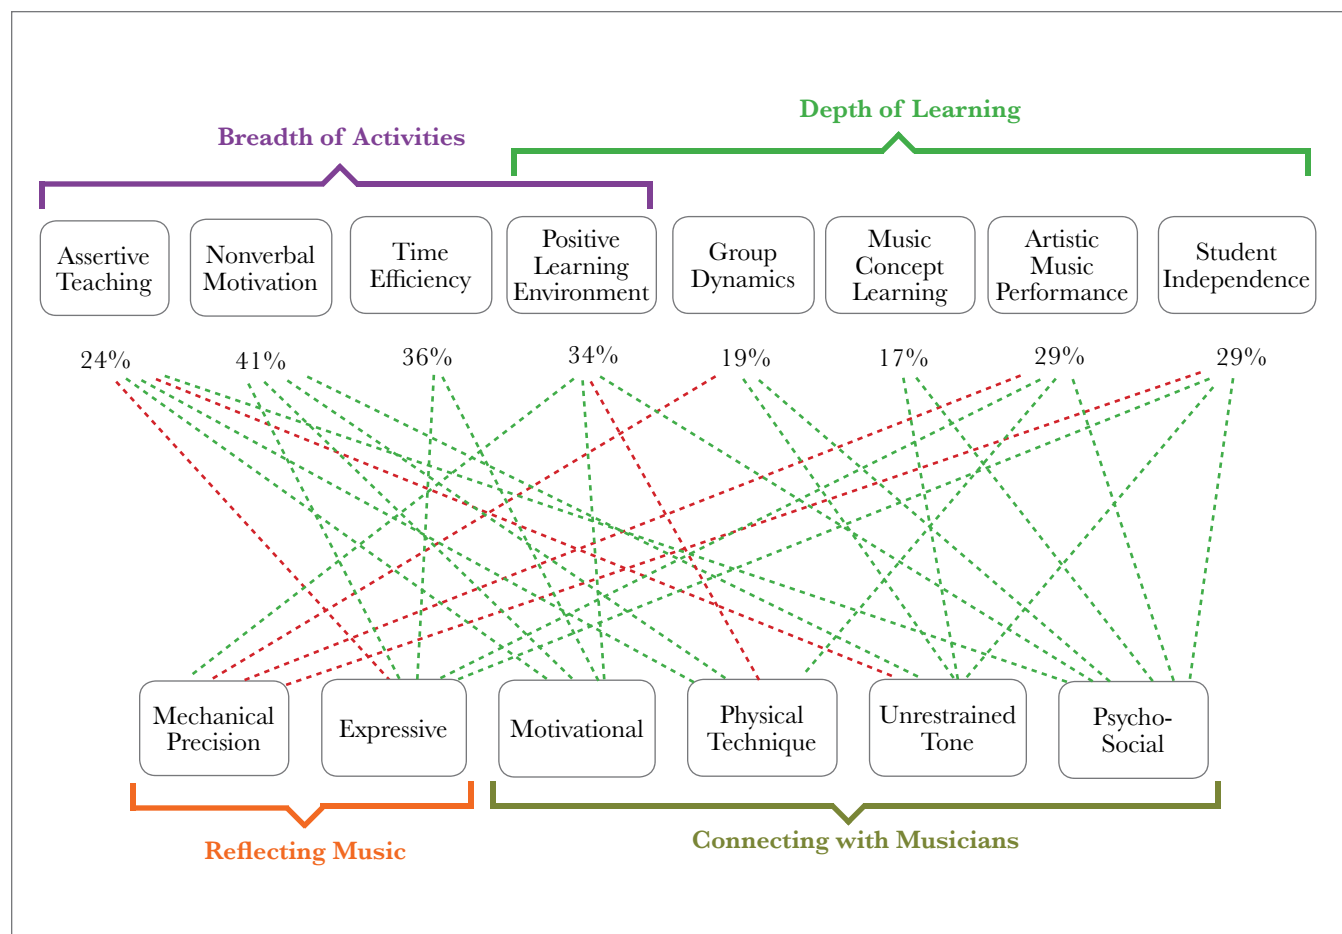 Depth of Learning
Breadth of Activities
Assertive
Teaching
Nonverbal
Motivation
Time
Efficiency
Positive
Learning
Environment
Group
Dynamics
Music
Concept
Learning
Artistic
Music
Performance
Student
Independence
24%
41%
36%
34%
19%
17%
29%
29%
Mechanical
Precision
Expressive
Motivational
Physical
Technique
Unrestrained
Tone
Psycho-
Social
Reflecting Music
Connecting with Musicians